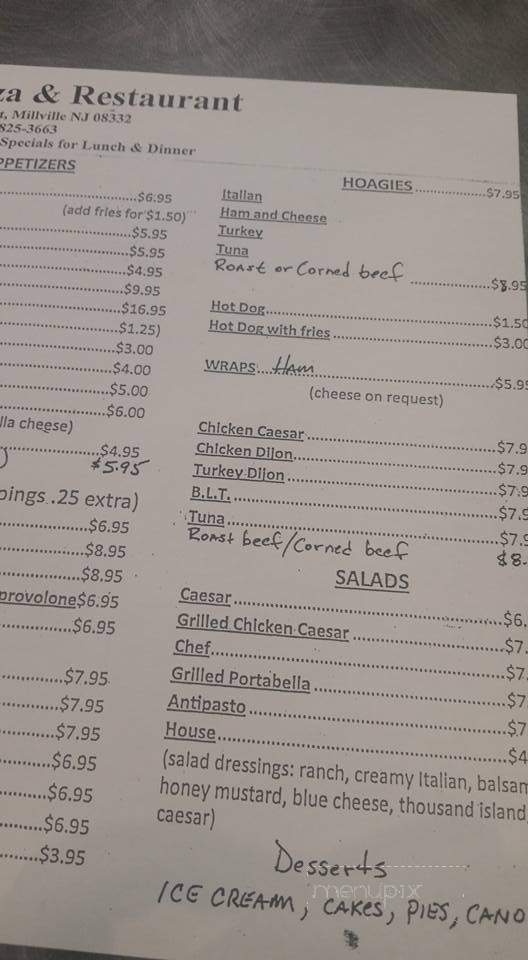 za & Restaurant
t, Millville NJ 08332
825-3663
Specials for Lunch & Dinner
PPETIZERS
..............................$6.95
(add fries for $1.50)
..............................$5.95
..............................$5.95
..............................$4.95
..............................$9.95
..............................$16.95
..............................$1.25)
..............................$3.00
..............................$4.00
..............................$5.00
..............................$6.00
lla cheese)
..............................$4.95
$5.95
pings .25 extra)
...................$6.95
...................$8.95
...................$8.95
provolone$6.95
...................$6.95
.............$7.95
.............$7.95
.............$7.95
...........$6.95
..........$6.95
.........$6.95
........$3.95
HOAGIES..................$7.95
Italian
Ham and Cheese
Turkey
Tuna
Roast or Corned beef ....................$8.95
Hot Dog..................................................$1.50
Hot Dog with fries...................................$3.00
WRAPS....Ham..........................................$5.95
(cheese on request)
Chicken Caesar........................................$7.9
Chicken Dijon..........................................$7.9
Turkey Dijon............................................$7.9
B.L.T..........................................................$7.9
Tuna..........................................................$7.9
Roast beef/Corned beef $8.
SALADS
Caesar......................................................$6.
Grilled Chicken Caesar..............................$7.
Chef..........................................................$7.
Grilled Portabella......................................$7
Antipasto..................................................$7
House........................................................$4
(salad dressings: ranch, creamy Italian, balsam
honey mustard, blue cheese, thousand island
caesar)
Desserts
menupix
ICE CREAM, CAKES, PIES, CANO